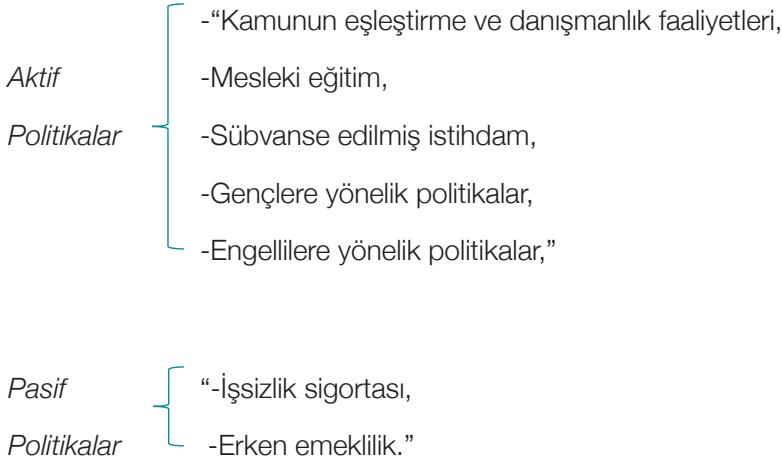 -“Kamunun eşleştirme ve danışmanlık faaliyetleri,
Aktif -Mesleki eğitim,
Politikalar -Sübvanse edilmiş istihdam,
-Gençlere yönelik politikalar,
-Engellilere yönelik politikalar,”
Pasif “-İşsizlik sigortası,
Politikalar -Erken emeklilik.”